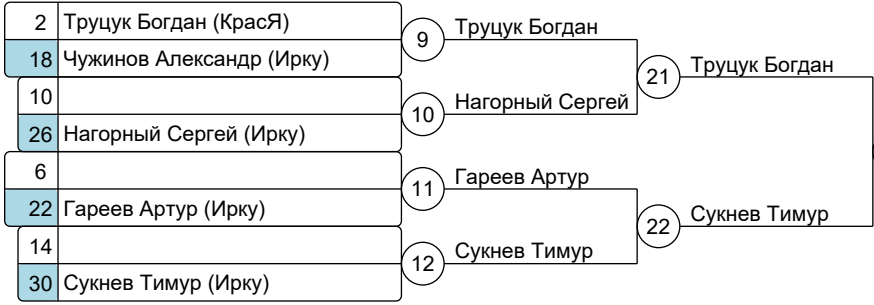 2 Труцук Богдан (КрасЯ)
18 Чужинов Александр (Ирку)
9 Труцук Богдан
10
26 Нагорный Сергей (Ирку)
10 Нагорный Сергей
21 Труцук Богдан
6
22 Гареев Артур (Ирку)
11 Гареев Артур
14
30 Сукнев Тимур (Ирку)
12 Сукнев Тимур
22 Сукнев Тимур